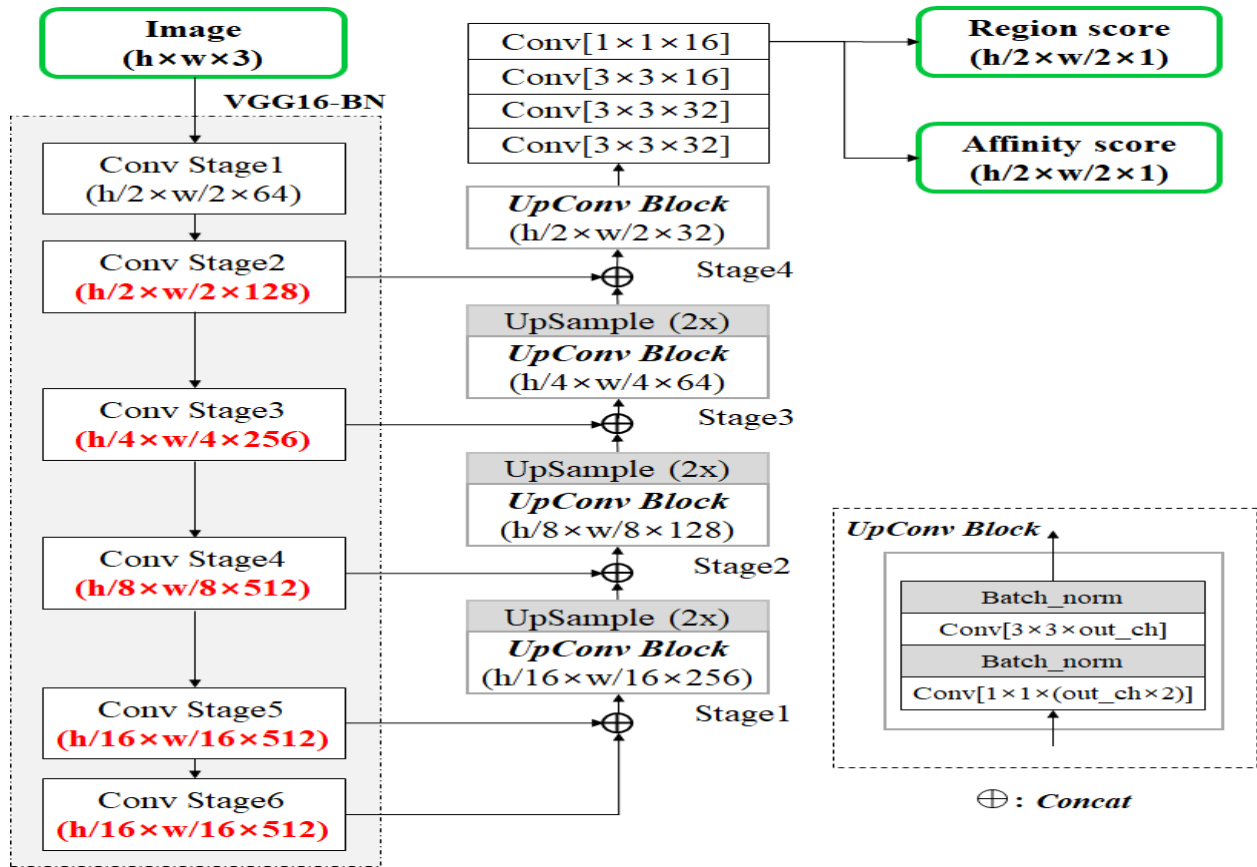 Image
(h×w×3)
VGG16-BN
Conv Stage1
(h/2×w/2×64)
Conv Stage2
(h/2×w/2×128)
Conv Stage3
(h/4×w/4×256)
Conv Stage4
(h/8×w/8×512)
Conv Stage5
(h/16×w/16×512)
Conv Stage6
(h/16×w/16×512)
Conv[1×1×16]
Conv[3×3×16]
Conv[3×3×32]
Conv[3×3×32]
UpConv Block
(h/2×w/2×32)
Stage4
UpSample (2x)
UpConv Block
(h/4×w/4×64)
Stage3
UpSample (2x)
UpConv Block
(h/8×w/8×128)
Stage2
UpSample (2x)
UpConv Block
(h/16×w/16×256)
Stage1
Region score
(h/2×w/2×1)
Affinity score
(h/2×w/2×1)
UpConv Block
Batch_norm
Conv[3×3×out_ch]
Batch_norm
Conv[1×1×(out_ch×2)]
⊕ : Concat